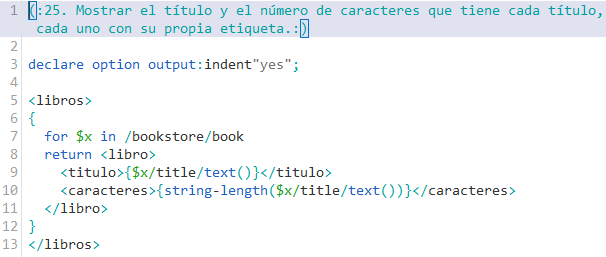 1 (:25. Mostrar el título y el número de caracteres que tiene cada título,
cada uno con su propia etiqueta.:)
2
3 declare option output:indent"yes";
4
5 <libros>
6 {
7   for $x in /bookstore/book
8   return <libro>
9     <titulo>{$x/title/text()}</titulo>
10     <caracteres>{string-length($x/title/text())}</caracteres>
11   </libro>
12 }
13 </libros>